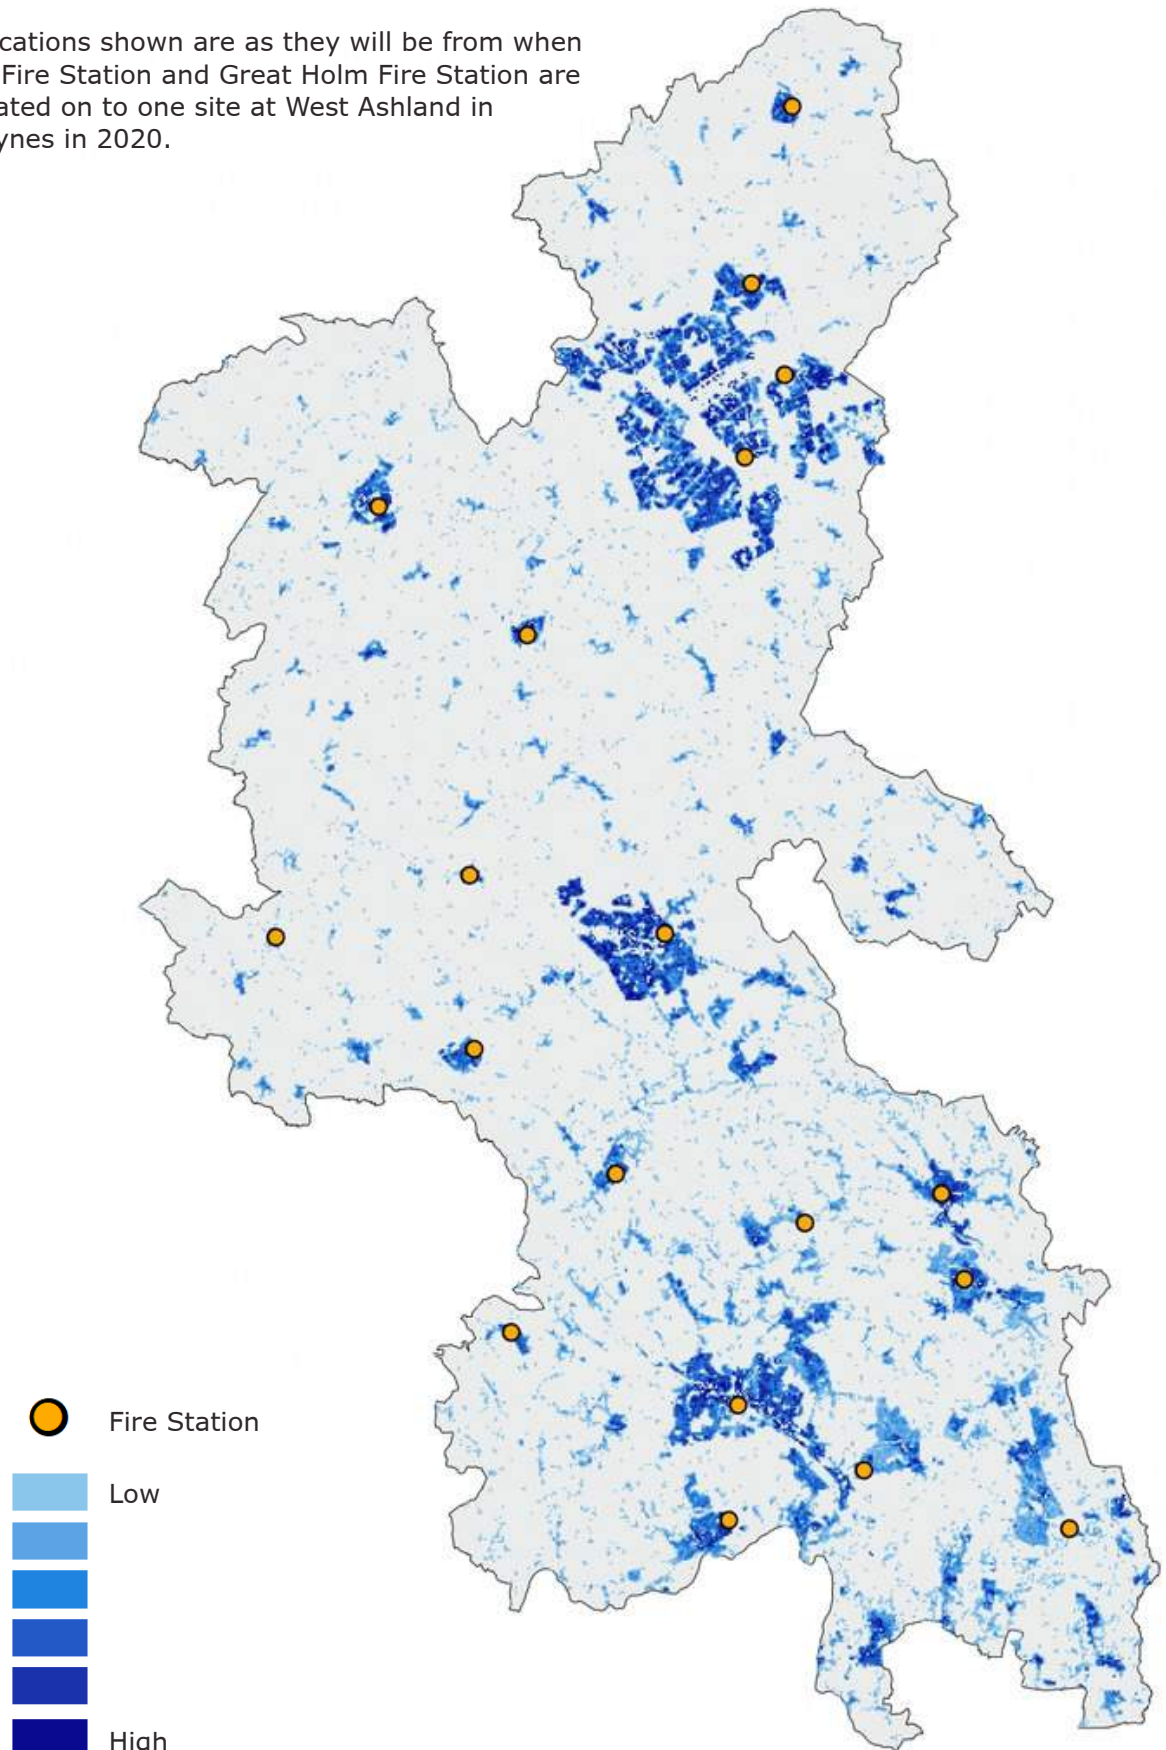 cations shown are as they will be from when
Fire Station and Great Holm Fire Station are
ated on to one site at West Ashland in
ynes in 2020.
Fire Station
Low
High